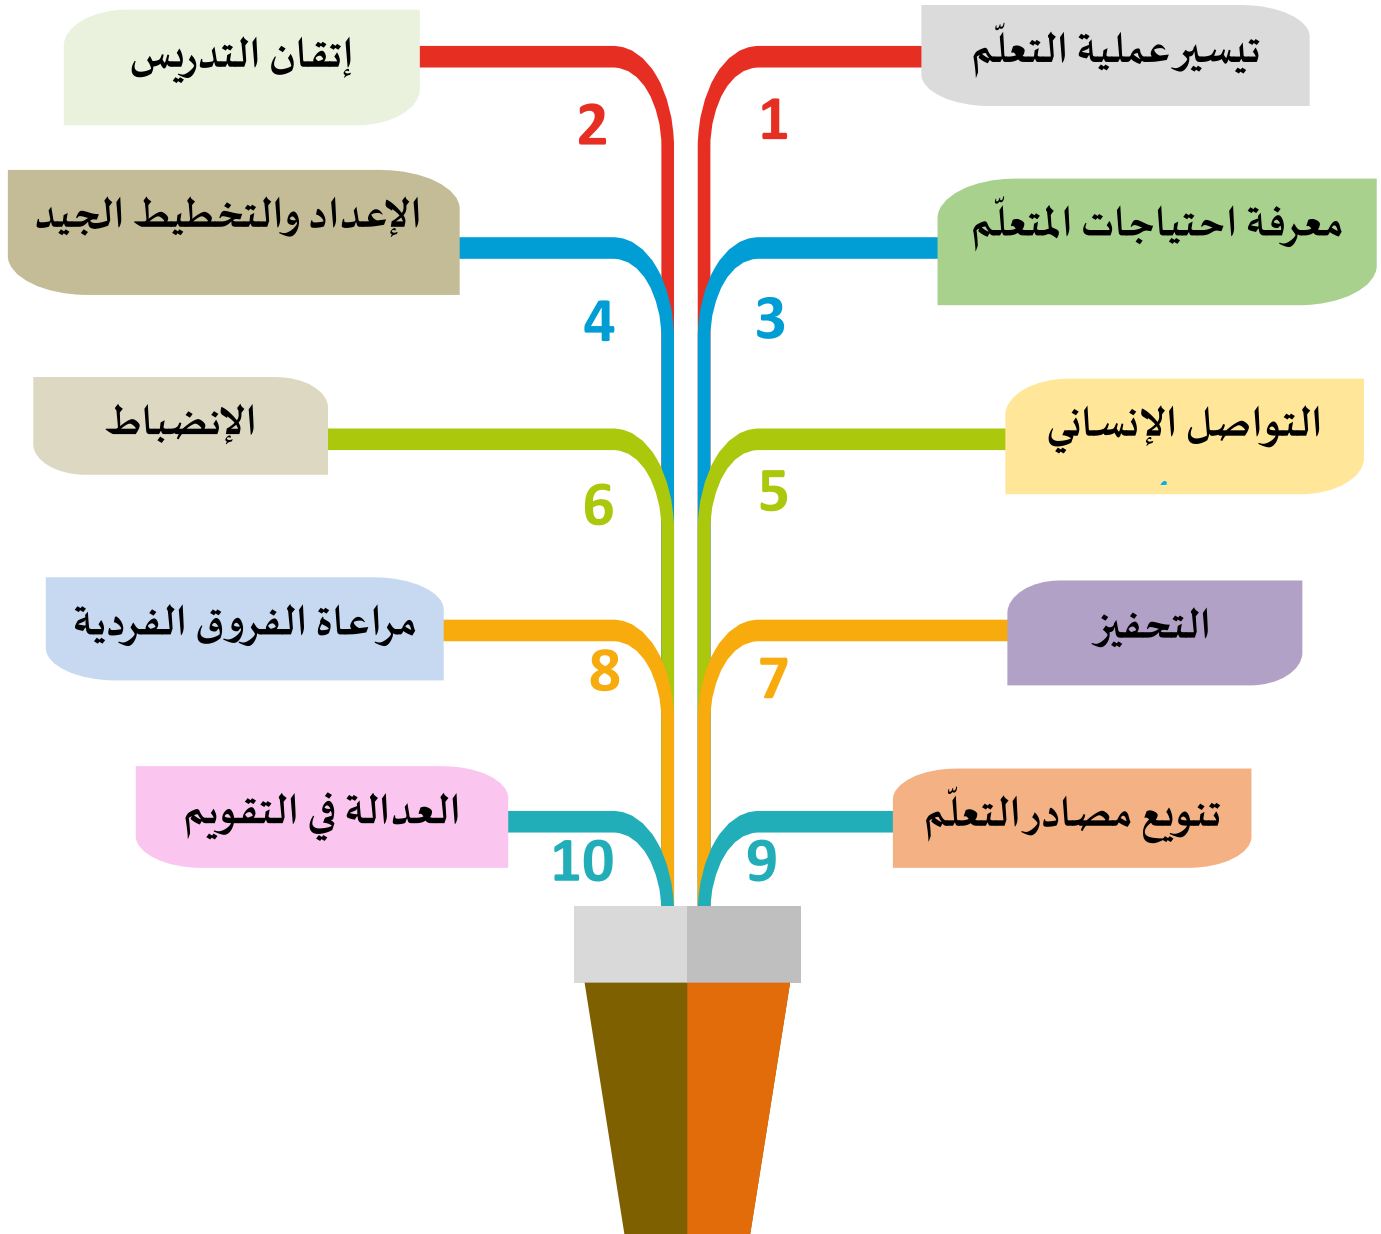 تيسير عملية التعلّم
1
إتقان التدريس
2
معرفة احتياجات المتعلّم
3
الإعداد والتخطيط الجيد
4
التواصل الإنساني
5
الإنضباط
6
التحفيز
7
مراعاة الفروق الفردية
8
تنويع مصادر التعلّم
9
العدالة في التقويم
10